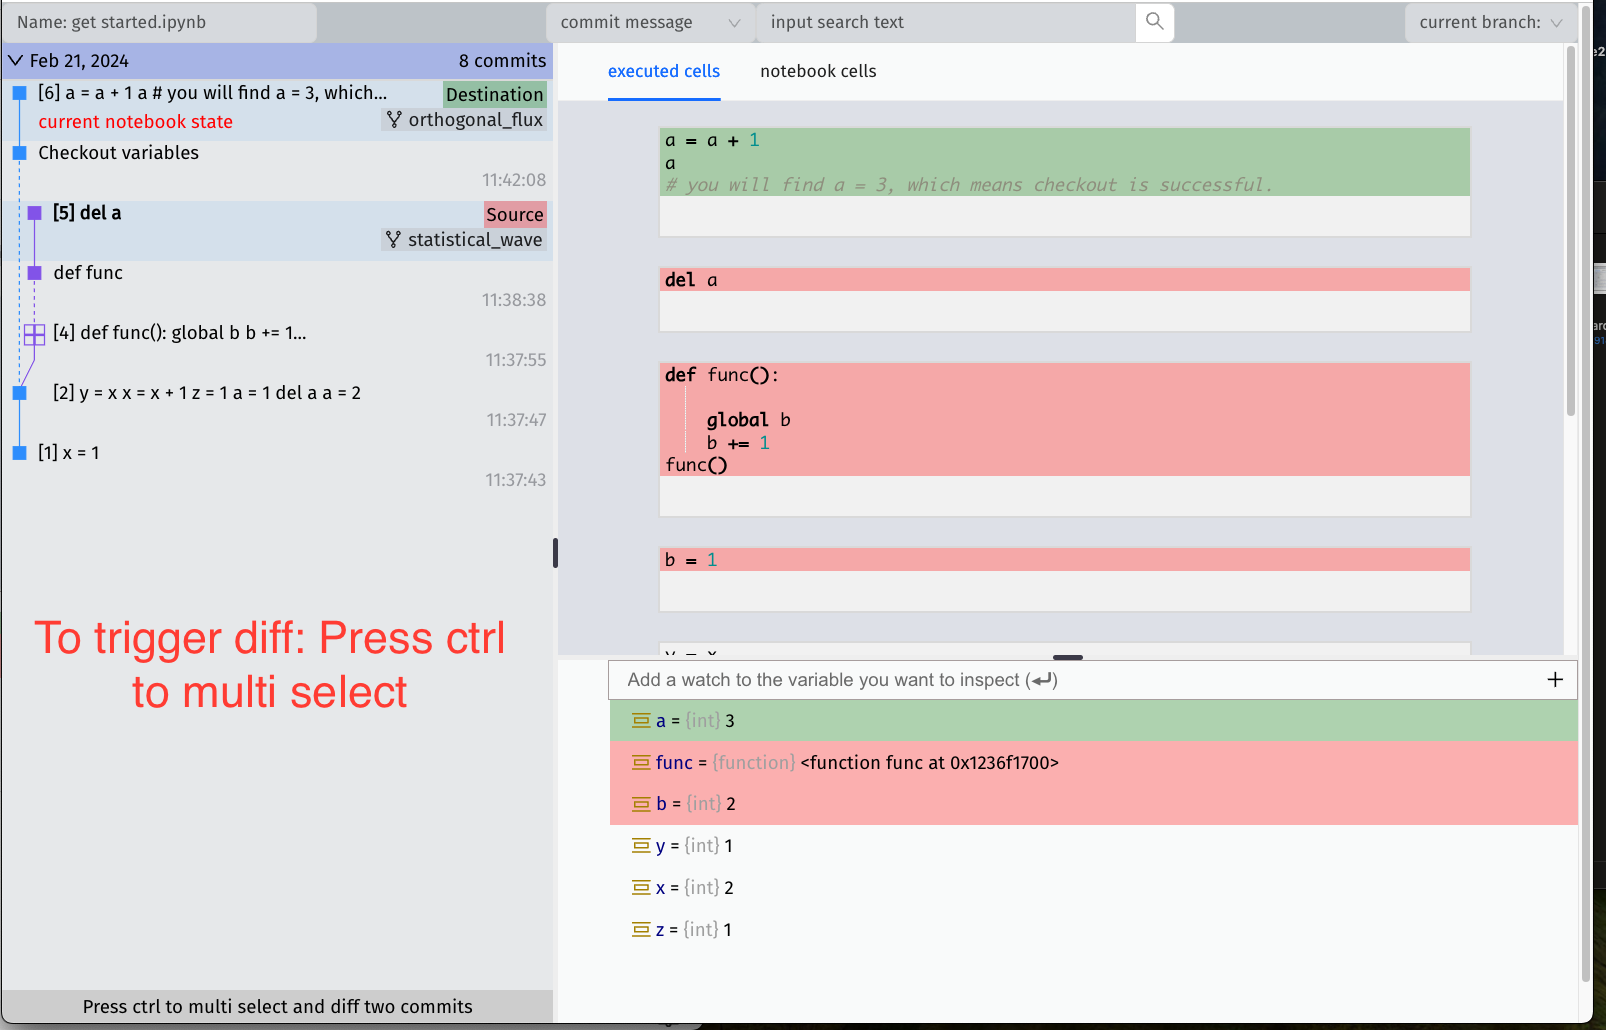 Name: get started.ipynb
commit message
input search text
current branch:
Feb 21, 2024
8 commits
[6] a = a + 1 a # you will find a = 3, which...
Destination
current notebook state
orthogonal_flux
Checkout variables
11:42:08
[5] del a
Source
statistical_wave
def func
11:38:38
[4] def func(): global b b += 1...
11:37:55
[2] y = x x = x + 1 z = 1 a = 1 del a a = 2
11:37:47
[1] x = 1
11:37:43
To trigger diff: Press ctrl
to multi select
Press ctrl to multi select and diff two commits
executed cells
notebook cells
a = a + 1
a
# you will find a = 3, which means checkout is successful.
del a
def func():
global b
b += 1
func()
b = 1
y = x
Add a watch to the variable you want to inspect (↵)
+
a = {int} 3
func = {function} <function func at 0x1236f1700>
b = {int} 2
y = {int} 1
x = {int} 2
z = {int} 1